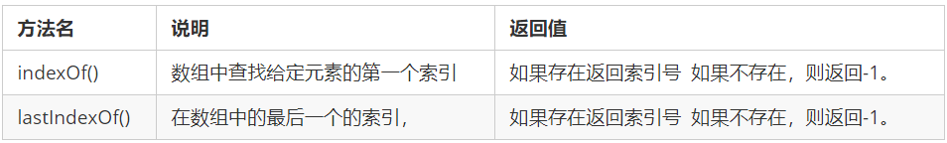 方法名 说明 返回值
indexOf() 数组中查找给定元素的第一个索引 如果存在返回索引号 如果不存在，则返回-1。
lastIndexOf() 在数组中的最后一个的索引， 如果存在返回索引号 如果不存在，则返回-1。